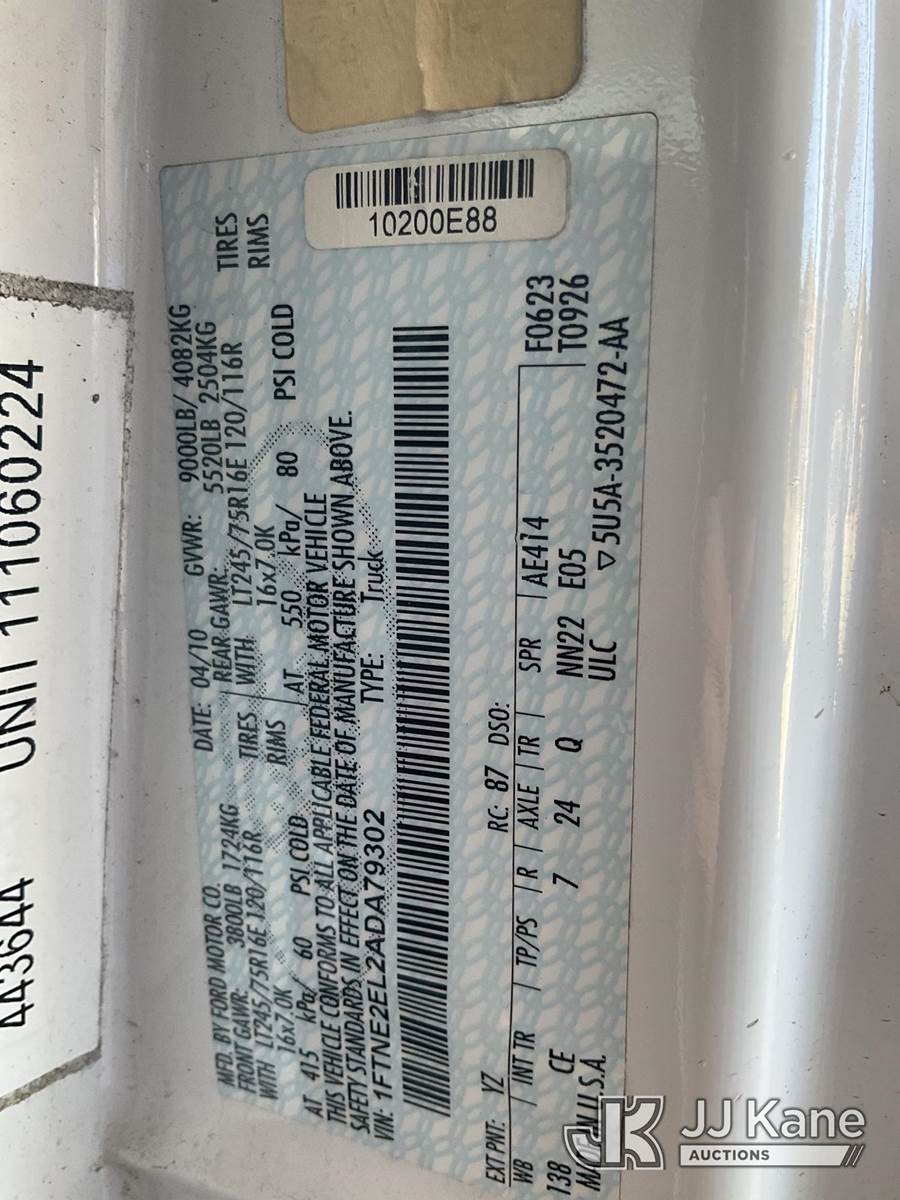 443644 UNIT 11060224
MFD. BY FORD MOTOR CO. DATE: 04/10 GVWR: 9000LB/ 4082KG
FRONT GAWR: 3800LB 1724KG REAR GAWR: 5520LB 2504KG
WITH LT245/75R16E 120/116R TIRES WITH LT245/75R16E 120/116R TIRES
16x7.0K RIMS 16x7.0K RIMS
AT 415 kPa/ 60 PSI COLD AT 550 kPa/ 80 PSI COLD
THIS VEHICLE CONFORMS TO ALL APPLICABLE FEDERAL MOTOR VEHICLE
SAFETY STANDARDS IN EFFECT ON THE DATE OF MANUFACTURE SHOWN ABOVE.
VIN: 1FTNE2EL2ADA79302 TYPE: Truck
10200E88
EXT PNT: YZ RC: 87 DSO:
WB INT TR TP/PS R AXLE TR SPR AE414 F0623
138 CE 7 24 Q NN22 E05 T0926
U.S.A. ULC ▽5U5A-3520472-AA
JK JJ Kane
AUCTIONS